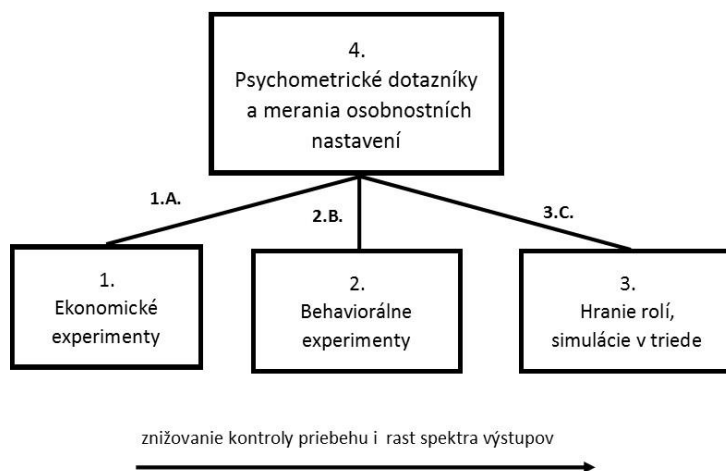 4.
Psychometrické dotazníky
a merania osobnostních
nastavení
1.A.
2.B.
3.C.
1.
Ekonomické
experimenty
2.
Behaviorálne
experimenty
3.
Hranie rolí,
simulácie v triede
znižovanie kontroly priebehu i rast spektra výstupov